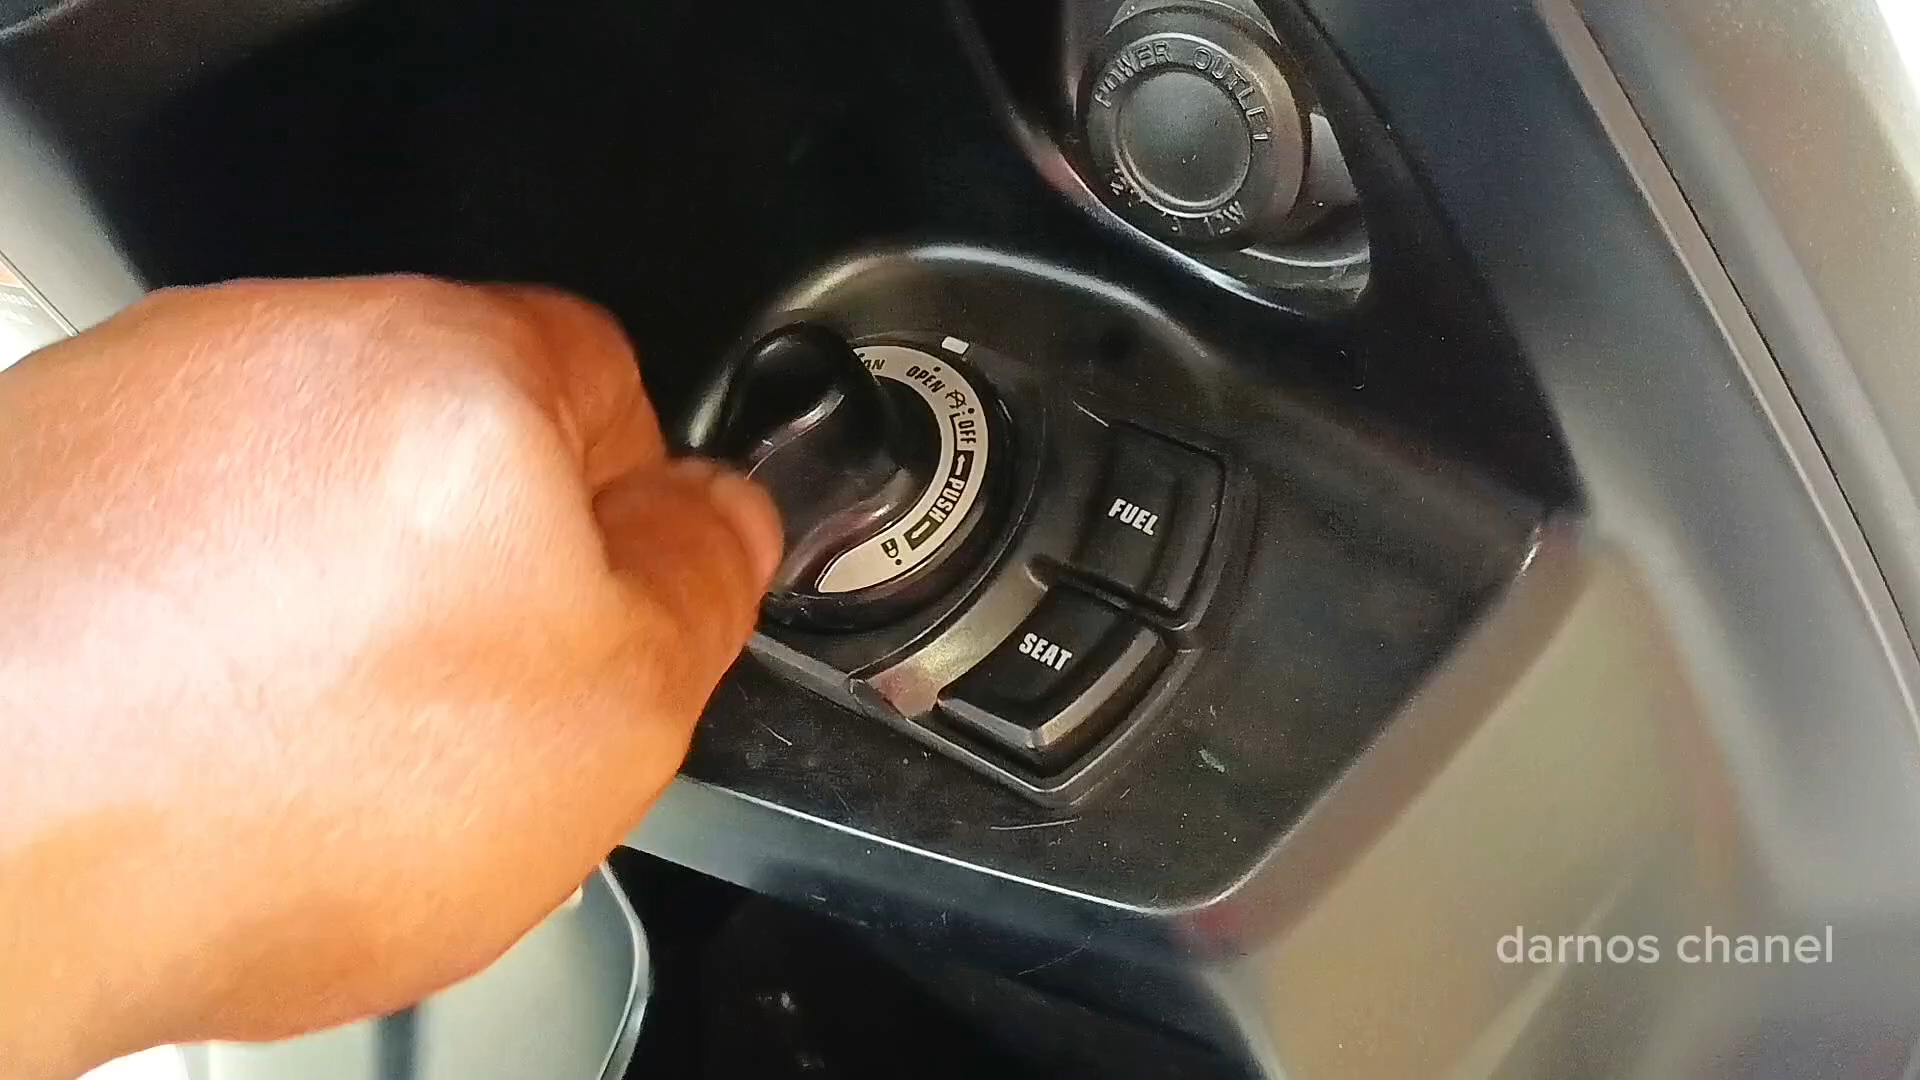 POWER OUTLET
OPEN
OFF
PUSH
FUEL
SEAT
darnos chanel